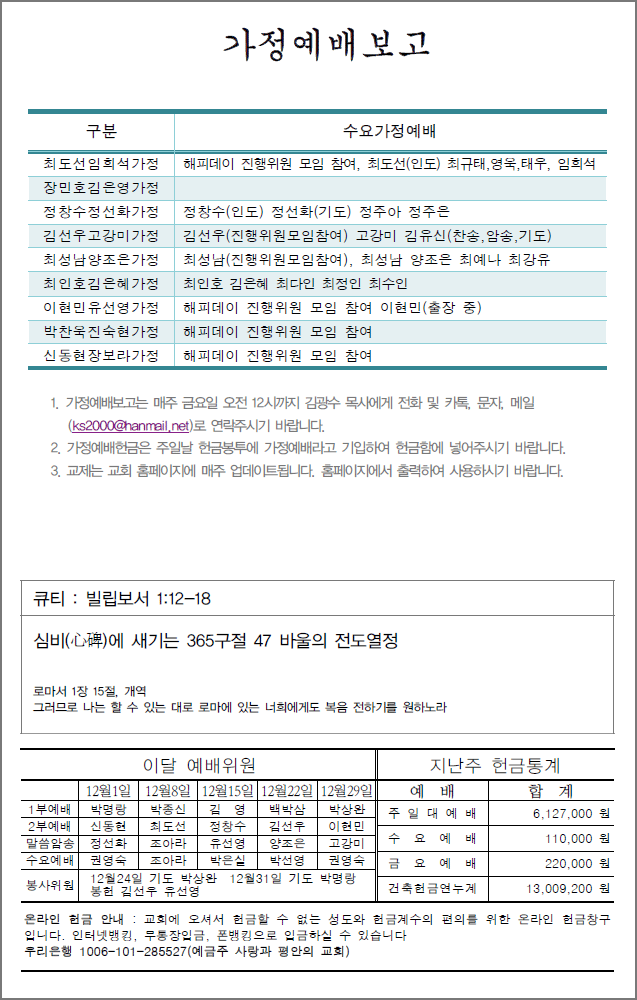 가정예배보고
구분 수요가정예배
최도선임희석가정 해피데이 진행위원 모임 참여, 최도선(인도) 최규태,영옥,태우, 임희석
장민호김은영가정
정창수정선화가정 정창수(인도) 정선화(기도) 정주아 정주은
김선우고강미가정 김선우(진행위원모임참여) 고강미 김유신(찬송,암송,기도)
최성남양조은가정 최성남(진행위원모임참여), 최성남 양조은 최예나 최강유
최인호김은혜가정 최인호 김은혜 최다인 최정인 최수인
이현민유선영가정 해피데이 진행위원 모임 참여 이현민(출장 중)
박찬욱진숙현가정 해피데이 진행위원 모임 참여
신동현장보라가정 해피데이 진행위원 모임 참여
1. 가정예배보고는 매주 금요일 오전 12시까지 김광수 목사에게 전화 및 카톡, 문자, 메일
(ks2000@hanmail.net)로 연락주시기 바랍니다.
2. 가정예배헌금은 주일날 헌금봉투에 가정예배라고 기입하여 헌금함에 넣어주시기 바랍니다.
3. 교제는 교회 홈페이지에 매주 업데이트됩니다. 홈페이지에서 출력하여 사용하시기 바랍니다.
큐티 : 빌립보서 1:12-18
심비(心碑)에 새기는 365구절 47 바울의 전도열정
로마서 1장 15절, 개역
그러므로 나는 할 수 있는 대로 로마에 있는 너희에게도 복음 전하기를 원하노라
이달 예배위원
12월1일 12월8일 12월15일 12월22일 12월29일
1부예배 박명랑 박종신 김 영 백박삼 박상완
2부예배 신동현 최도선 정창수 김선우 이현민
말씀암송 정선화 조아라 유선영 양조은 고강미
수요예배 권영숙 조아라 박은실 박선영 권영숙
봉사위원 12월24일 기도 박상완 12월31일 기도 박명랑
봉헌 김선우 유선영
지난주 헌금통계
예 배 합 계
주 일 대 예 배 6,127,000 원
수 요 예 배 110,000 원
금 요 예 배 220,000 원
건축헌금연누계 13,009,200 원
온라인 헌금 안내 : 교회에 오셔서 헌금할 수 없는 성도와 헌금계수의 편의를 위한 온라인 헌금창구
입니다. 인터넷뱅킹, 무통장입금, 폰뱅킹으로 입금하실 수 있습니다
우리은행 1006-101-285527(예금주 사랑과 평안의 교회)